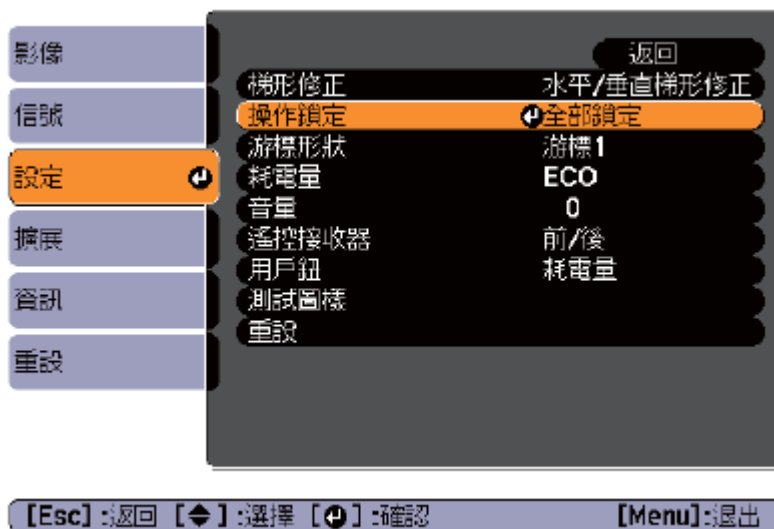 影像
信號
設定
擴展
資訊
重設
返回
梯形修正 水平/垂直梯形修正
操作鎖定 全部鎖定
游標形狀 游標1
耗電量 ECO
音量 0
遙控接收器 前/後
用戶鈕 耗電量
測試圖樣
重設
[Esc] :返回 [◆] :選擇 [⏎] :確認 [Menu]:退出